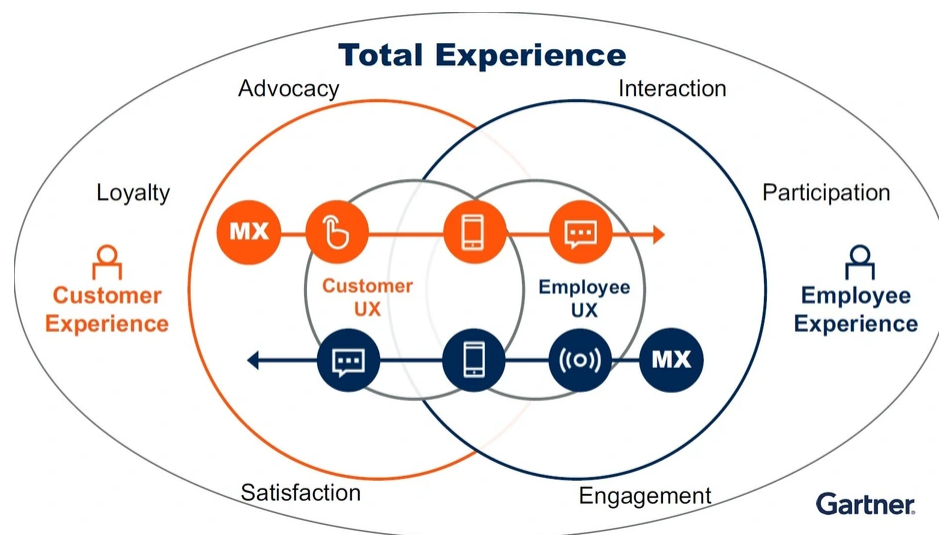 Total Experience
Advocacy
Interaction
Loyalty
Participation
MX
Customer
UX
Employee
UX
Customer
Experience
Employee
Experience
MX
Satisfaction
Engagement
Gartner®